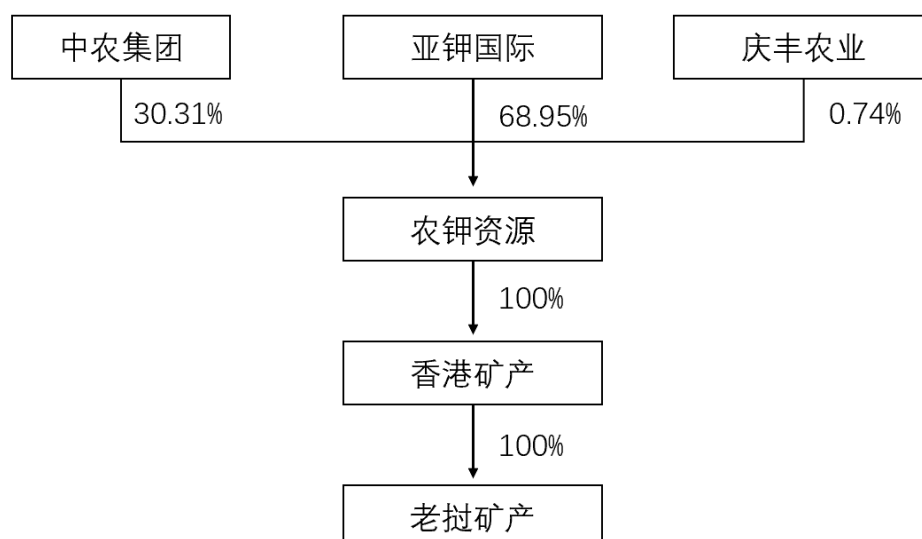 中农集团 亚钾国际 庆丰农业
30.31% 68.95% 0.74%
农钾资源
100%
香港矿产
100%
老挝矿产